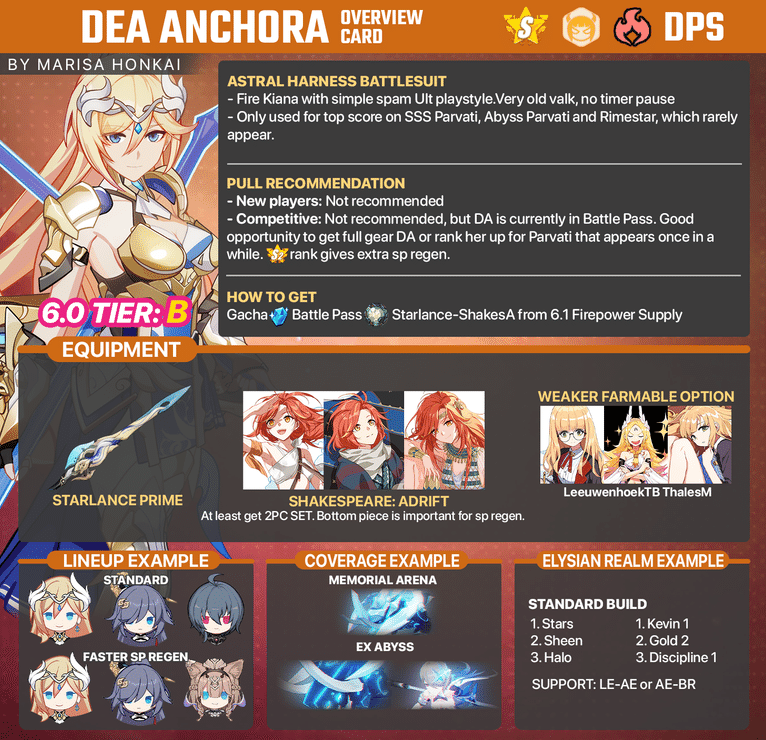 DEA ANCHORA
OVERVIEW
CARD
S
DPS
BY MARISA HONKAI
ASTRAL HARNESS BATTLESUIT
- Fire Kiana with simple spam Ult playstyle.Very old valk, no timer pause
- Only used for top score on SSS Parvati, Abyss Parvati and Rimestar, which rarely
appear.
PULL RECOMMENDATION
- New players: Not recommended
- Competitive: Not recommended, but DA is currently in Battle Pass. Good
opportunity to get full gear DA or rank her up for Parvati that appears once in a
while. S2 rank gives extra sp regen.
HOW TO GET
Gacha Battle Pass Starlance-ShakesA from 6.1 Firepower Supply
6.0 TIER: B
EQUIPMENT
STARLANCE PRIME
SHAKESPEARE: ADRIFT
At least get 2PC SET. Bottom piece is important for sp regen.
WEAKER FARMABLE OPTION
LeeuwenhoekTB ThalesM
LINEUP EXAMPLE
STANDARD
FASTER SP REGEN
COVERAGE EXAMPLE
MEMORIAL ARENA
EX ABYSS
ELYSIAN REALM EXAMPLE
STANDARD BUILD
1. Stars
2. Sheen
3. Halo
1. Kevin 1
2. Gold 2
3. Discipline 1
SUPPORT: LE-AE or AE-BR